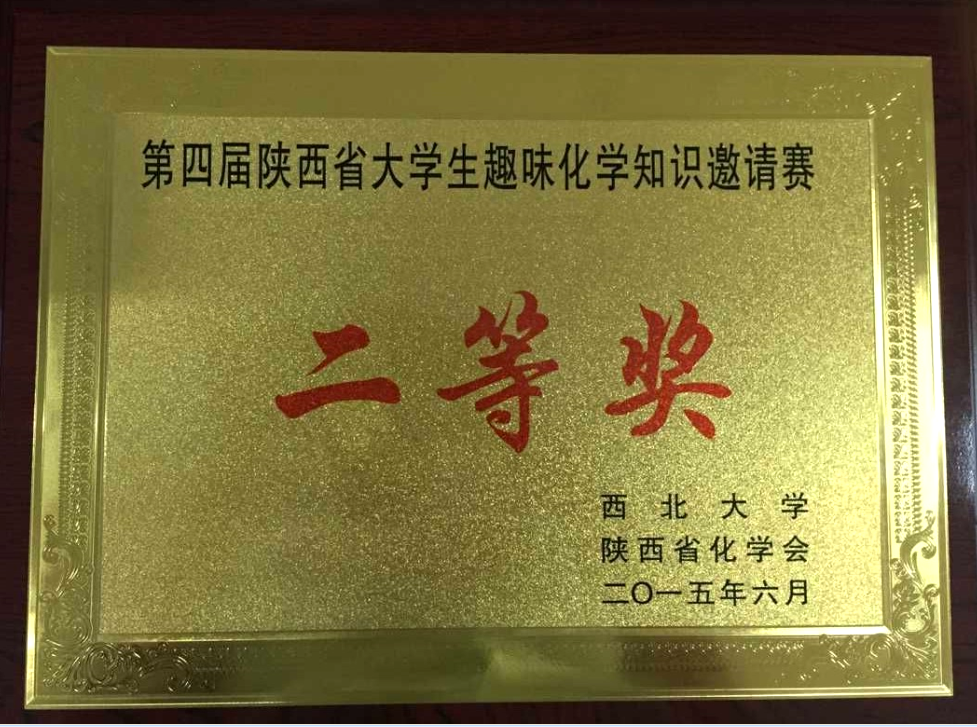 第四届陕西省大学生趣味化学知识邀请赛
二等奖
西北大学
陕西省化学会
二〇一五年六月